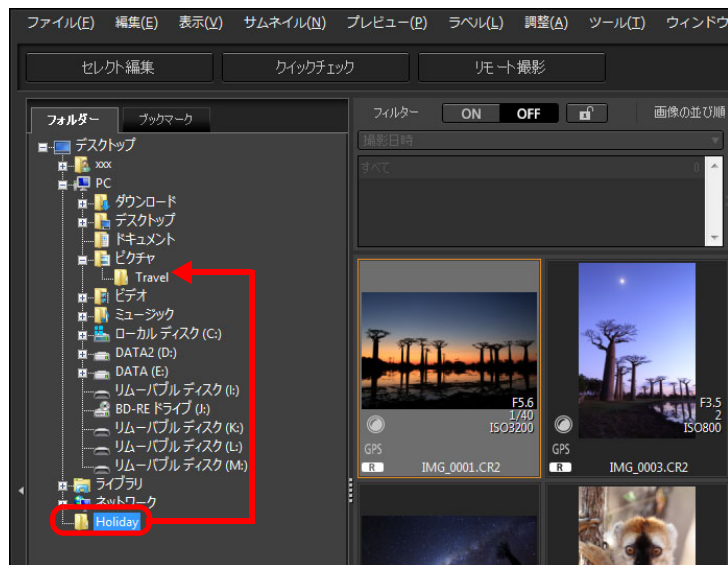 ファイル(F) 編集(E) 表示(V) サムネイル(N) プレビュー(P) ラベル(L) 調整(A) ツール(T) ウィンドウ
セレクト編集 クイックチェック リモート撮影
フォルダー ブックマーク
フィルター ON OFF 画像の並び順
撮影日時
すべて 0
デスクトップ
xxx
PC
ダウンロード
デスクトップ
ドキュメント
ピクチャ
Travel
ビデオ
ミュージック
ローカル ディスク (C:)
DATA2 (D:)
DATA (E:)
リムーバブル ディスク (I:)
BD-RE ドライブ (J:)
リムーバブル ディスク (K:)
リムーバブル ディスク (L:)
リムーバブル ディスク (M:)
ライブラリ
ネットワーク
Holiday
F5.6
1/40
ISO3200
GPS
R IMG_0001.CR2
F3.5
2
ISO800
GPS
R IMG_0003.CR2